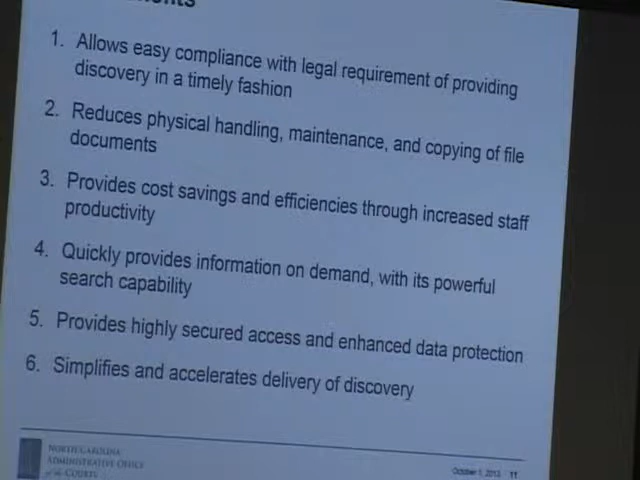 1. Allows easy compliance with legal requirement of providing
discovery in a timely fashion
2. Reduces physical handling, maintenance, and copying of file
documents
3. Provides cost savings and efficiencies through increased staff
productivity
4. Quickly provides information on demand, with its powerful
search capability
5. Provides highly secured access and enhanced data protection
6. Simplifies and accelerates delivery of discovery
NORTH CAROLINA
ADMINISTRATIVE OFFICE
of the COURTS
11